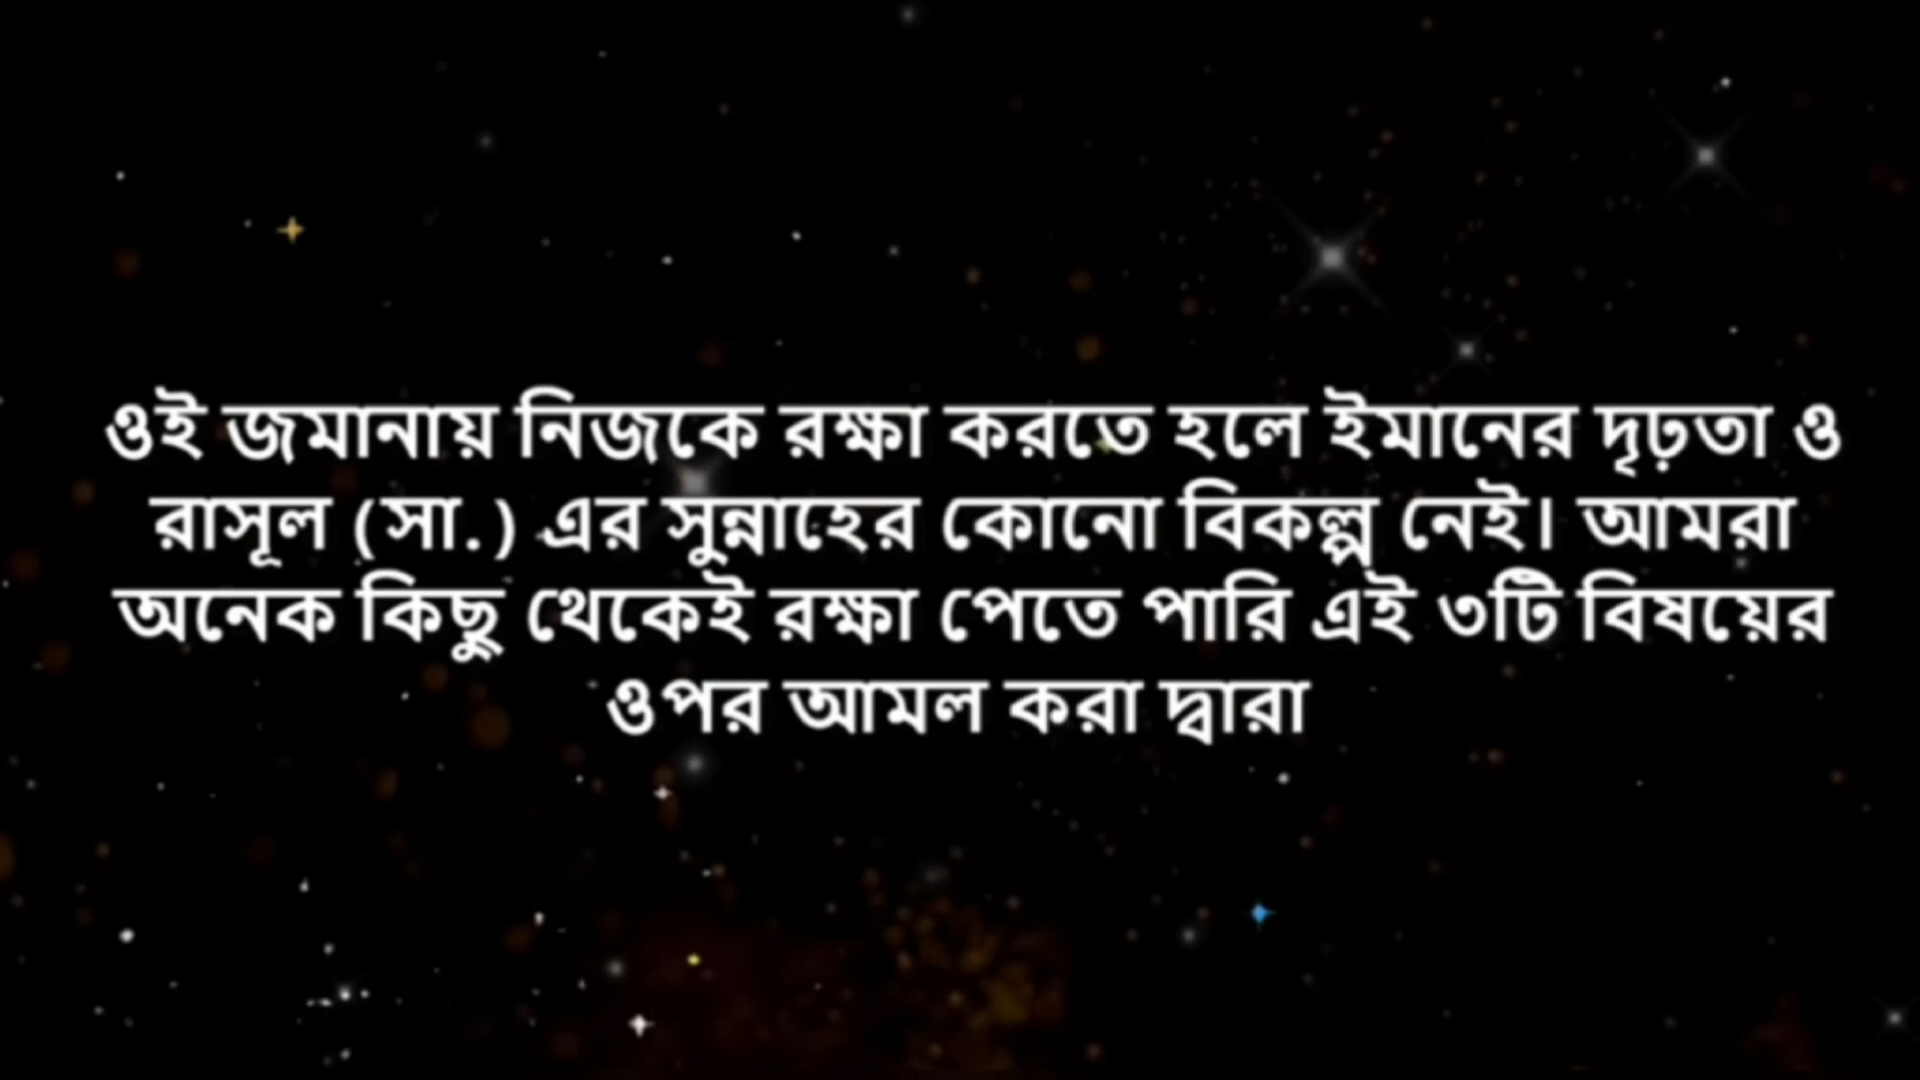 ওই জমানায় নিজকে রক্ষা করতে হলে ইমানের দৃঢ়তা ও
রাসূল (সা.) এর সুন্নাহের কোনো বিকল্প নেই। আমরা
অনেক কিছু থেকেই রক্ষা পেতে পারি এই ৩টি বিষয়ের
ওপর আমল করা দ্বারা